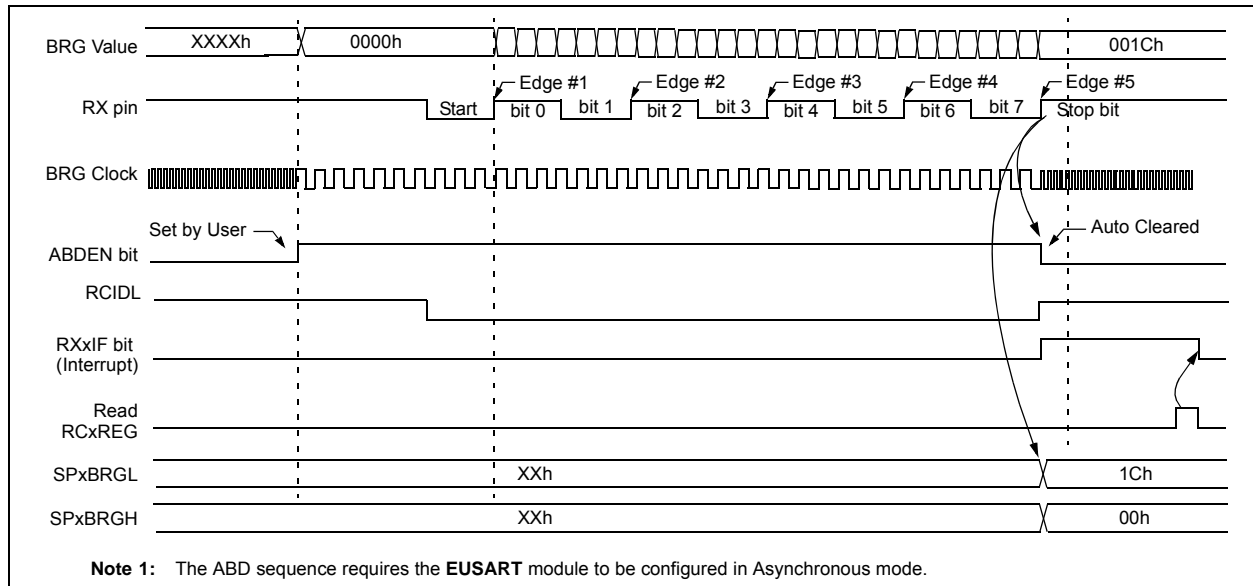 BRG Value XXXXh 0000h 001Ch
Edge #1 Edge #2 Edge #3 Edge #4 Edge #5
RX pin Start bit 0 bit 1 bit 2 bit 3 bit 4 bit 5 bit 6 bit 7 Stop bit
BRG Clock
Set by User Auto Cleared
ABDEN bit
RCIDL
RXxIF bit
(Interrupt)
Read
RCxREG
SPxBRGL XXh 1Ch
SPxBRGH XXh 00h
Note 1: The ABD sequence requires the EUSART module to be configured in Asynchronous mode.